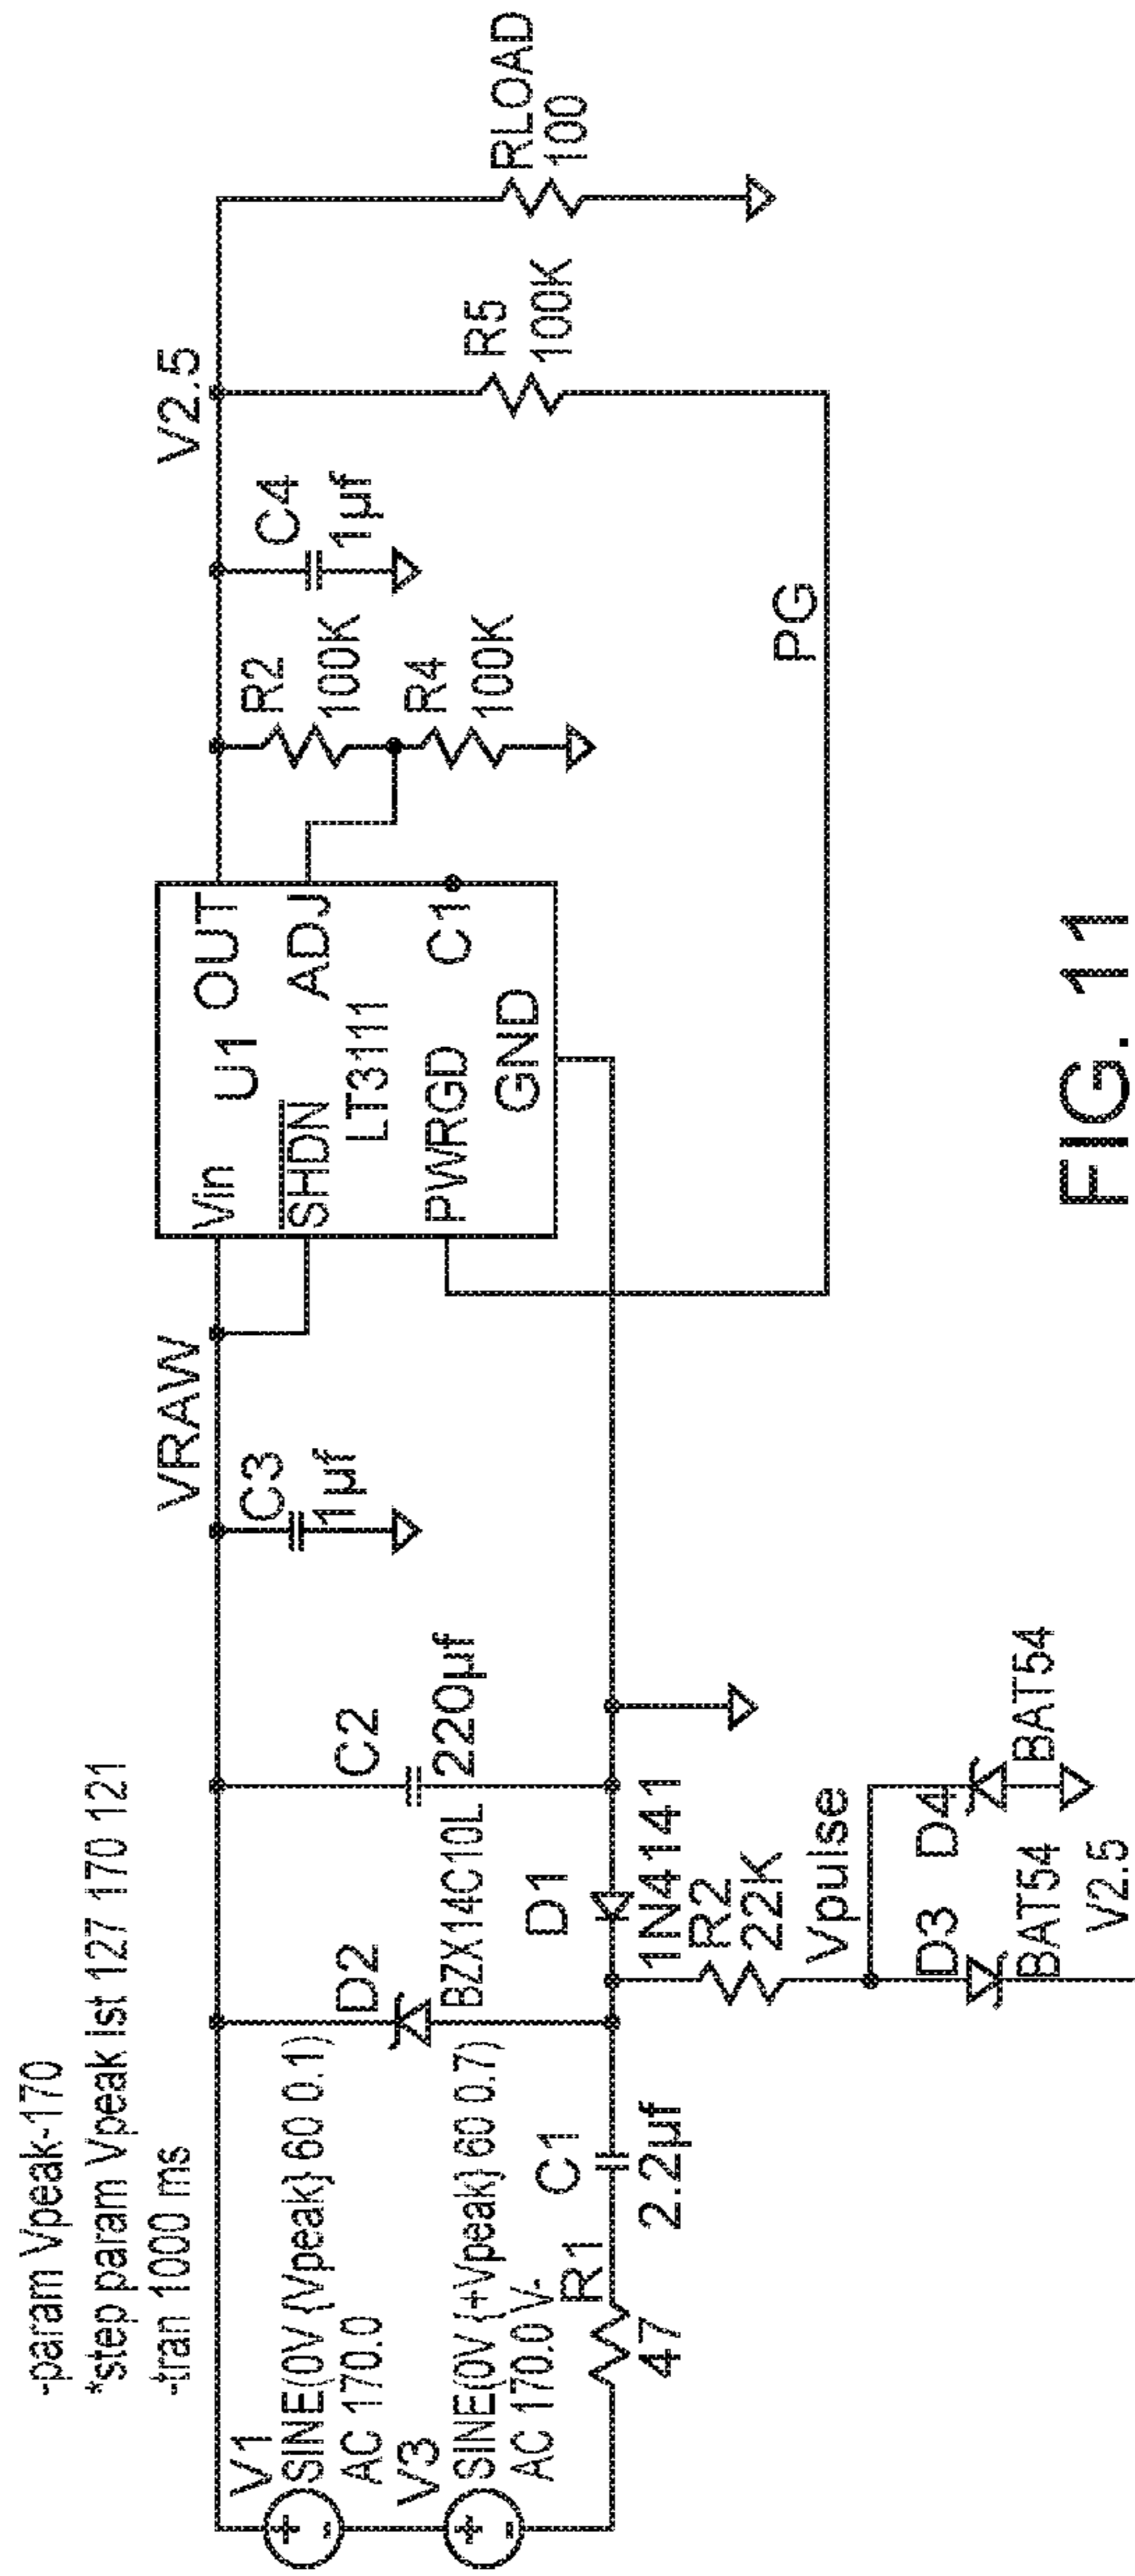 -param Vpeak-170
*step param Vpeak ist 127 170 121
-tran 1000 ms
V1
SINE(0V {Vpeak} 60 0.1)
AC 170.0
V3
SINE(0V {+Vpeak} 60 0.7)
AC 170.0 V-
R1
47
C1
2.2µf
D2
BZX14C10L
C2
220µf
D1
1N4141
R2
22K
Vpulse
D3
BAT54
V2.5
D4
BAT54
C3
1µf
VRAW
Vin
U1
OUT
SHDN
ADJ
LT3111
PWRGD
C1
GND
R2
100K
R4
100K
C4
1µf
V2.5
R5
100K
PG
RLOAD
100
FIG. 11